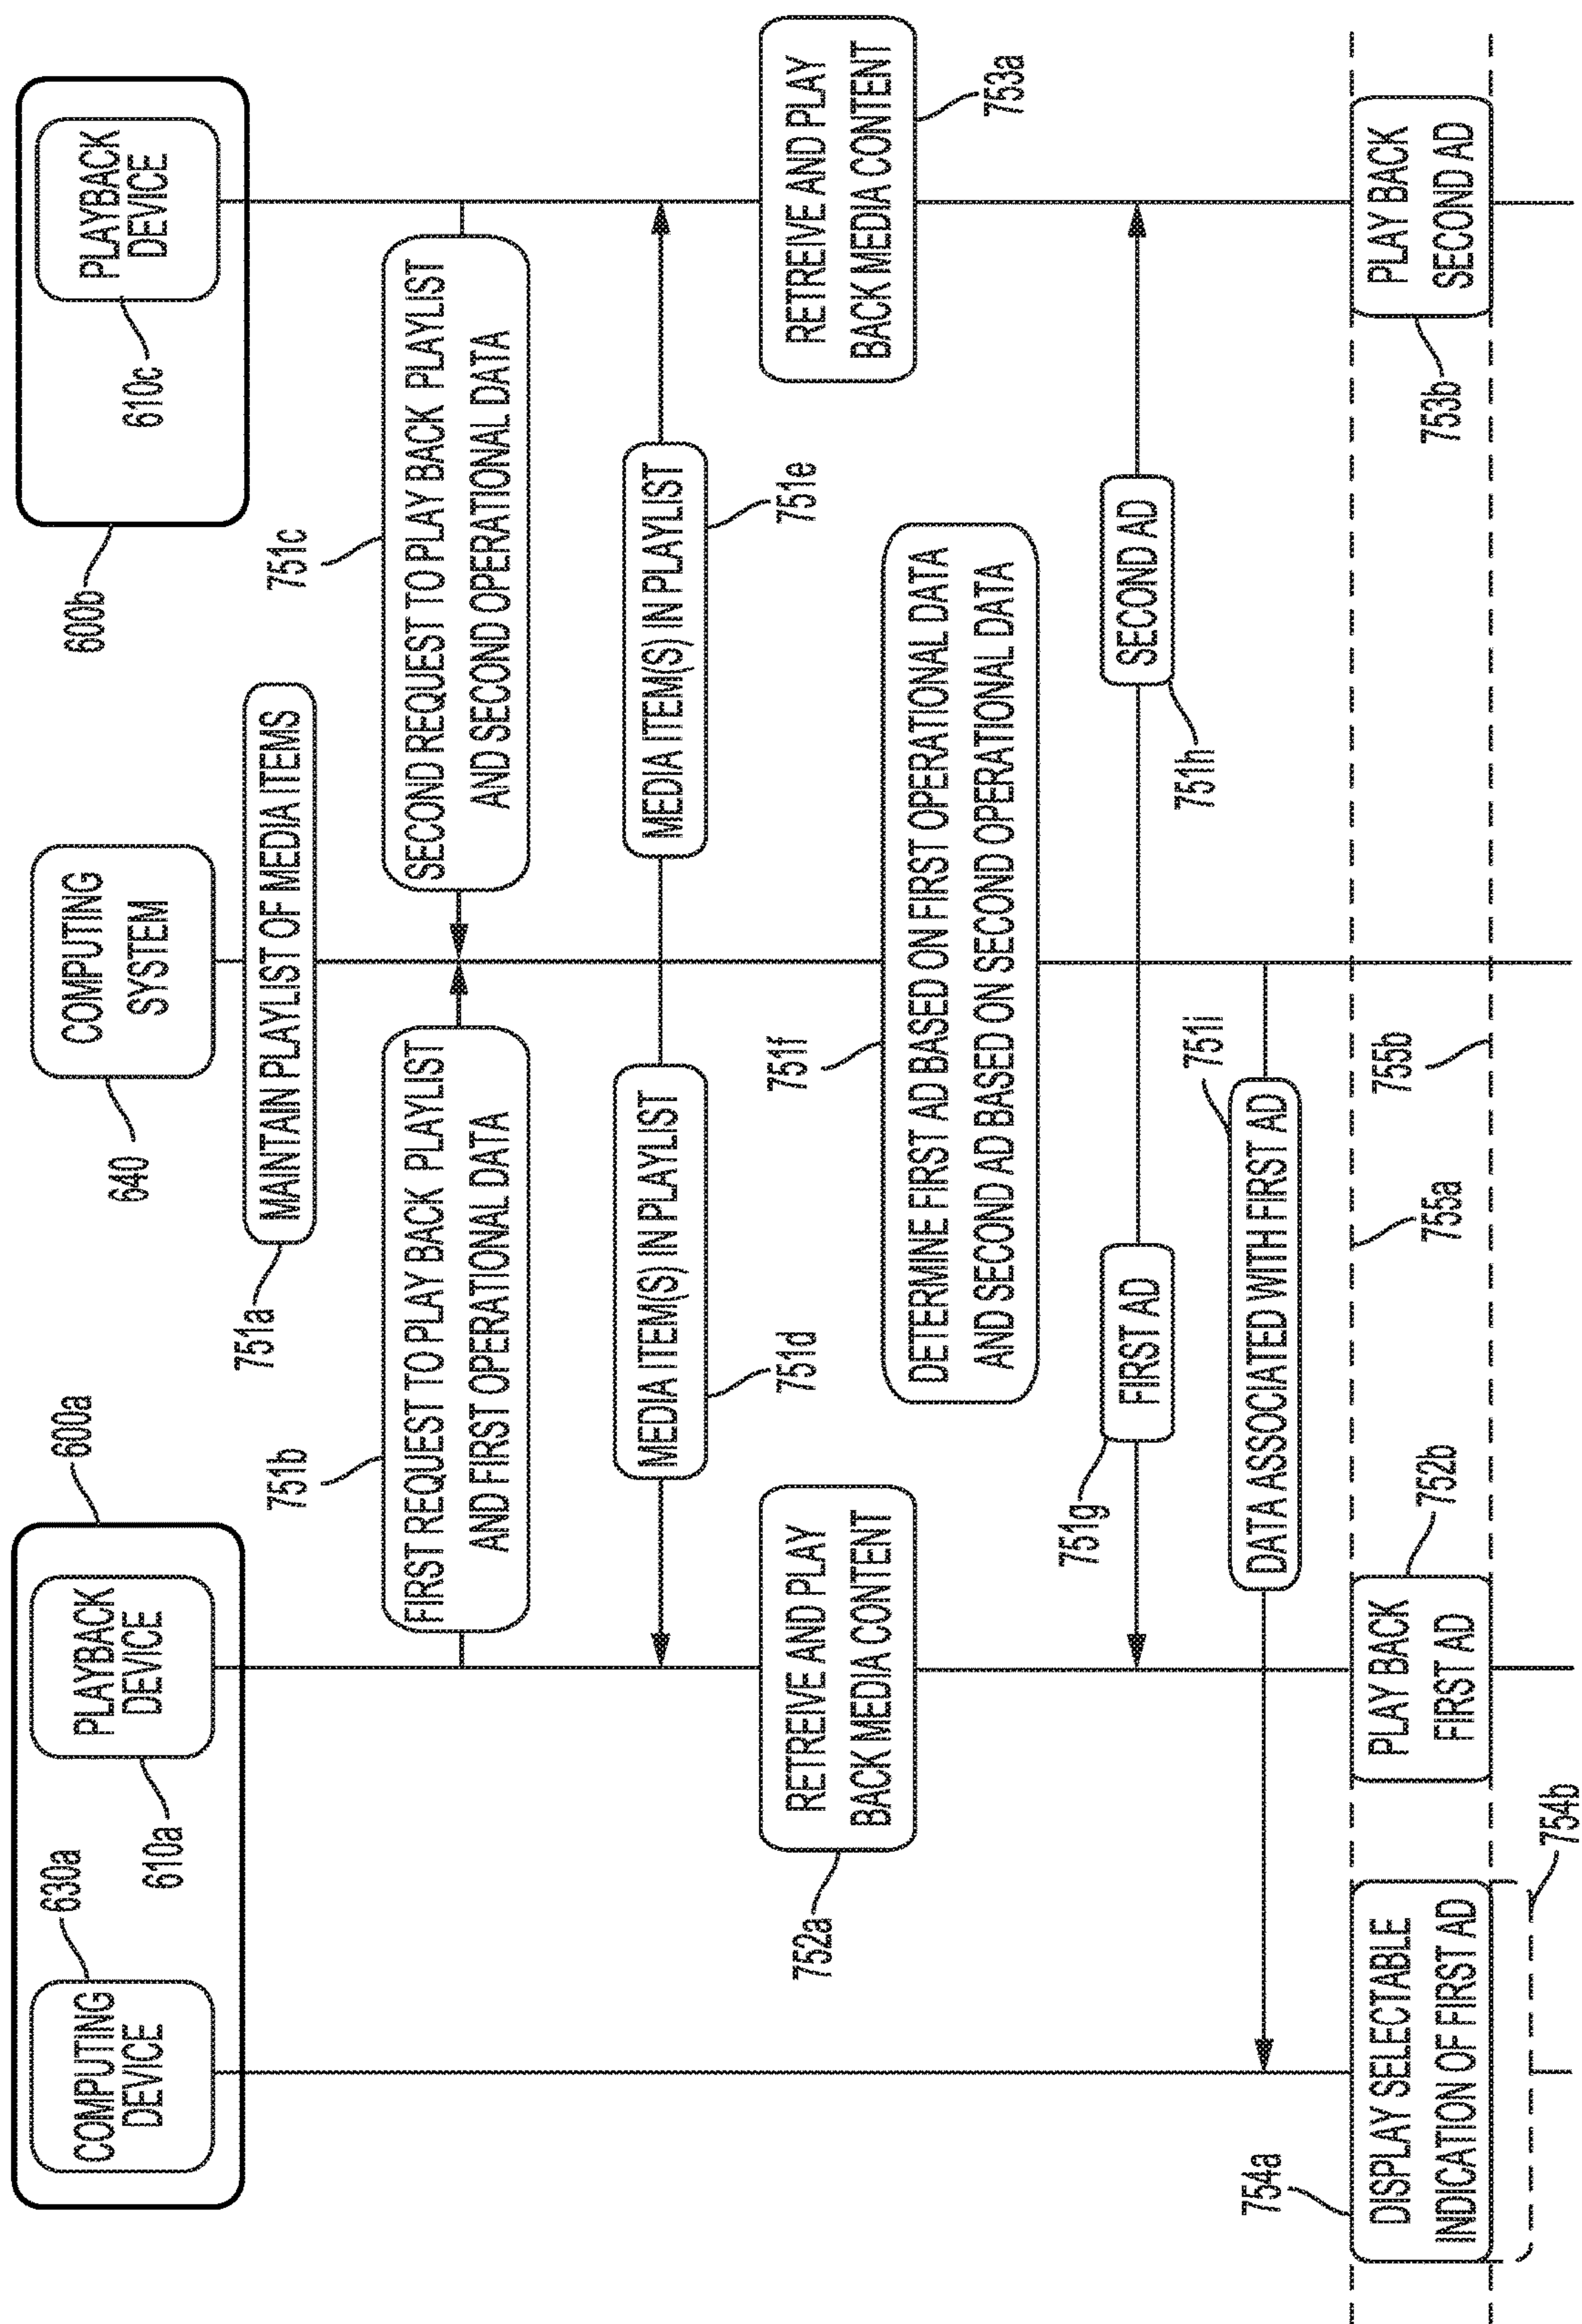 600a
600b
630a
COMPUTING
DEVICE
610a
PLAYBACK
DEVICE
640
COMPUTING
SYSTEM
610c
PLAYBACK
DEVICE
751a
MAINTAIN PLAYLIST OF MEDIA ITEMS
751b
FIRST REQUEST TO PLAY BACK PLAYLIST
AND FIRST OPERATIONAL DATA
751c
SECOND REQUEST TO PLAY BACK PLAYLIST
AND SECOND OPERATIONAL DATA
MEDIA ITEM(S) IN PLAYLIST
751d
MEDIA ITEM(S) IN PLAYLIST
751e
752a
RETREIVE AND PLAY
BACK MEDIA CONTENT
RETREIVE AND PLAY
BACK MEDIA CONTENT
753a
751f
DETERMINE FIRST AD BASED ON FIRST OPERATIONAL DATA
AND SECOND AD BASED ON SECOND OPERATIONAL DATA
751g
FIRST AD
SECOND AD
751h
751i
DATA ASSOCIATED WITH FIRST AD
754a
DISPLAY SELECTABLE
INDICATION OF FIRST AD
754b
PLAY BACK
FIRST AD
752b
755a
755b
PLAY BACK
SECOND AD
753b